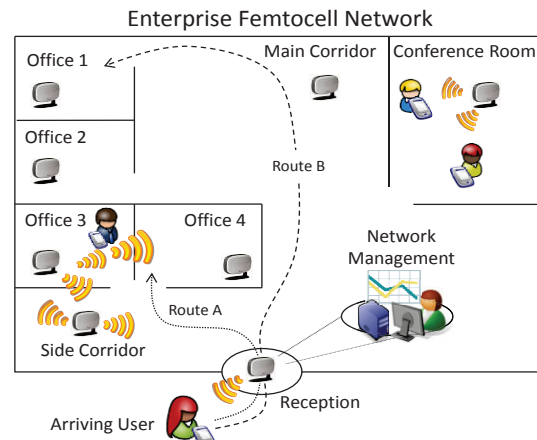 Enterprise Femtocell Network
Office 1
Main Corridor
Conference Room
Office 2
Route B
Office 3
Office 4
Network
Management
Route A
Side Corridor
Reception
Arriving User